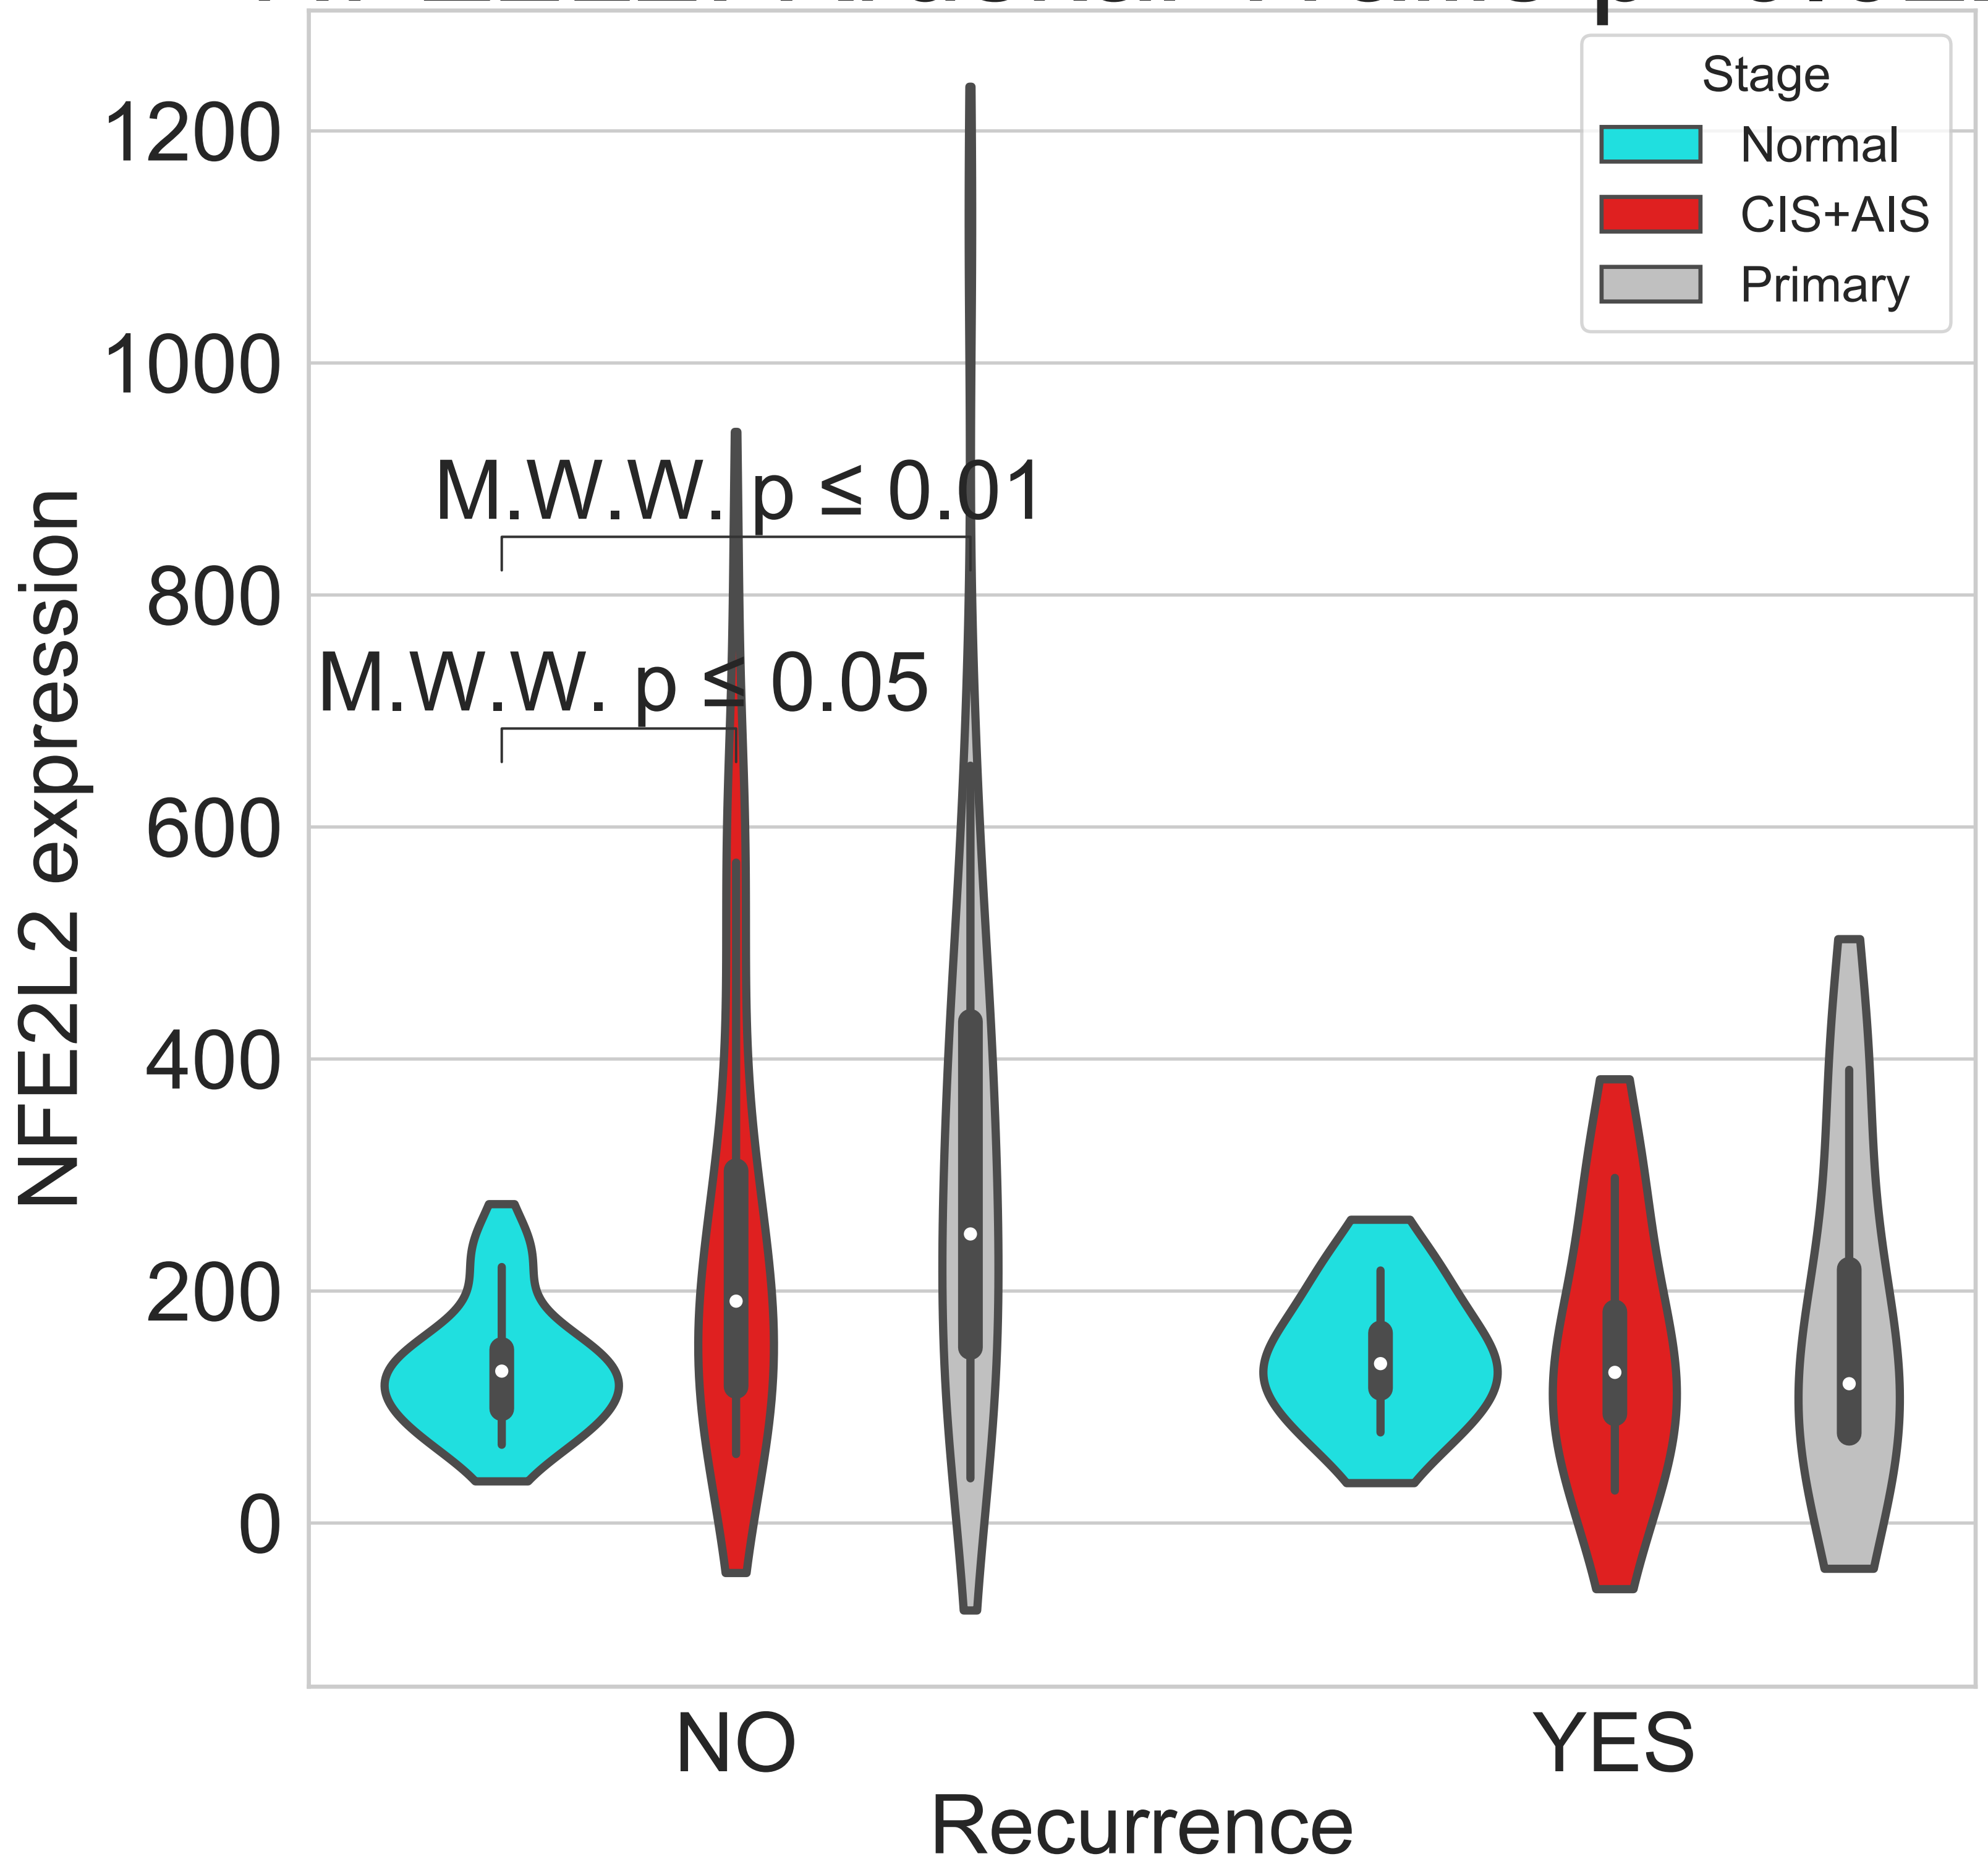 Stage
Normal
CIS+AIS
Primary
1200
1000
800
600
400
200
0
NFE2L2 expression
M.W.W. p ≤ 0.01
M.W.W. p ≤ 0.05
NO
YES
Recurrence